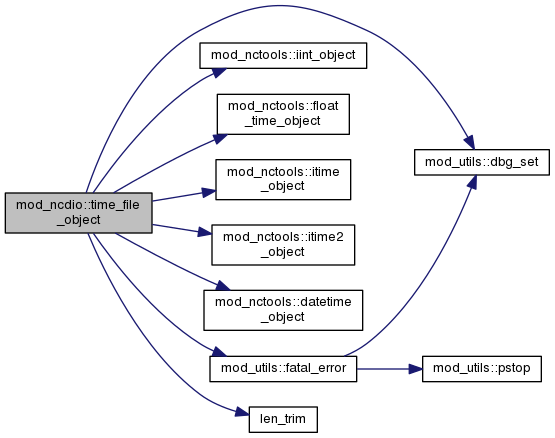 mod_nctools::iint_object
mod_nctools::float
_time_object
mod_utils::dbg_set
mod_nctools::itime
_object
mod_ncdio::time_file
_object
mod_nctools::itime2
_object
mod_nctools::datetime
_object
mod_utils::fatal_error
mod_utils::pstop
len_trim